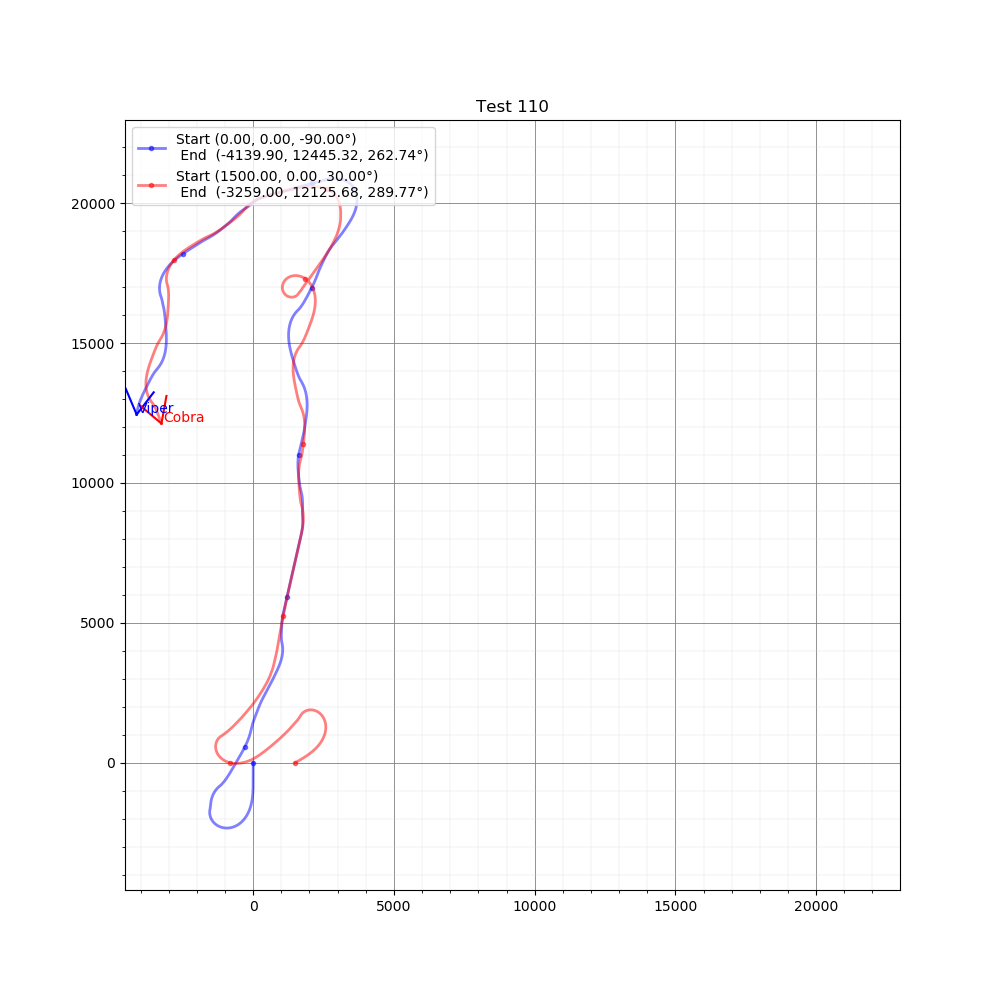 Test 110
Start (0.00, 0.00, -90.00°)
End (-4139.90, 12445.32, 262.74°)
Start (1500.00, 0.00, 30.00°)
End (-3259.00, 12125.68, 289.77°)
20000
15000
Viper
Cobra
10000
5000
0
0 5000 10000 15000 20000